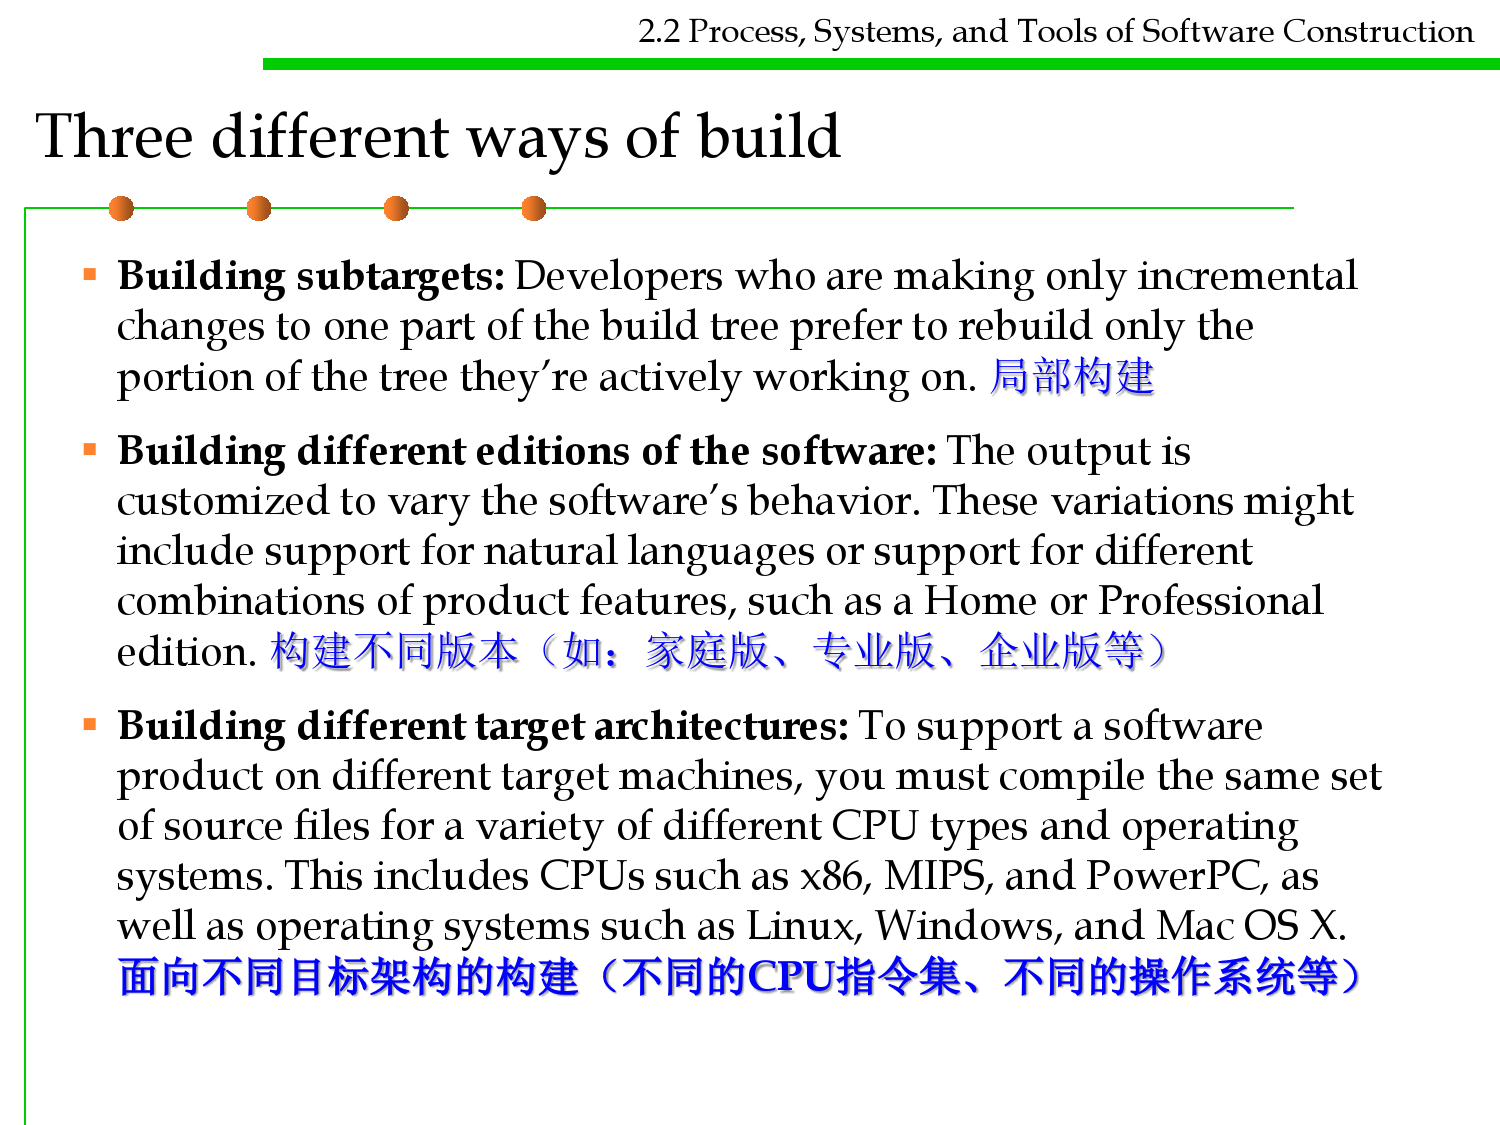 2.2 Process, Systems, and Tools of Software Construction
Three different ways of build
▪ Building subtargets: Developers who are making only incremental
changes to one part of the build tree prefer to rebuild only the
portion of the tree they’re actively working on. 局部构建
▪ Building different editions of the software: The output is
customized to vary the software’s behavior. These variations might
include support for natural languages or support for different
combinations of product features, such as a Home or Professional
edition. 构建不同版本（如：家庭版、专业版、企业版等）
▪ Building different target architectures: To support a software
product on different target machines, you must compile the same set
of source files for a variety of different CPU types and operating
systems. This includes CPUs such as x86, MIPS, and PowerPC, as
well as operating systems such as Linux, Windows, and Mac OS X.
面向不同目标架构的构建（不同的CPU指令集、不同的操作系统等）